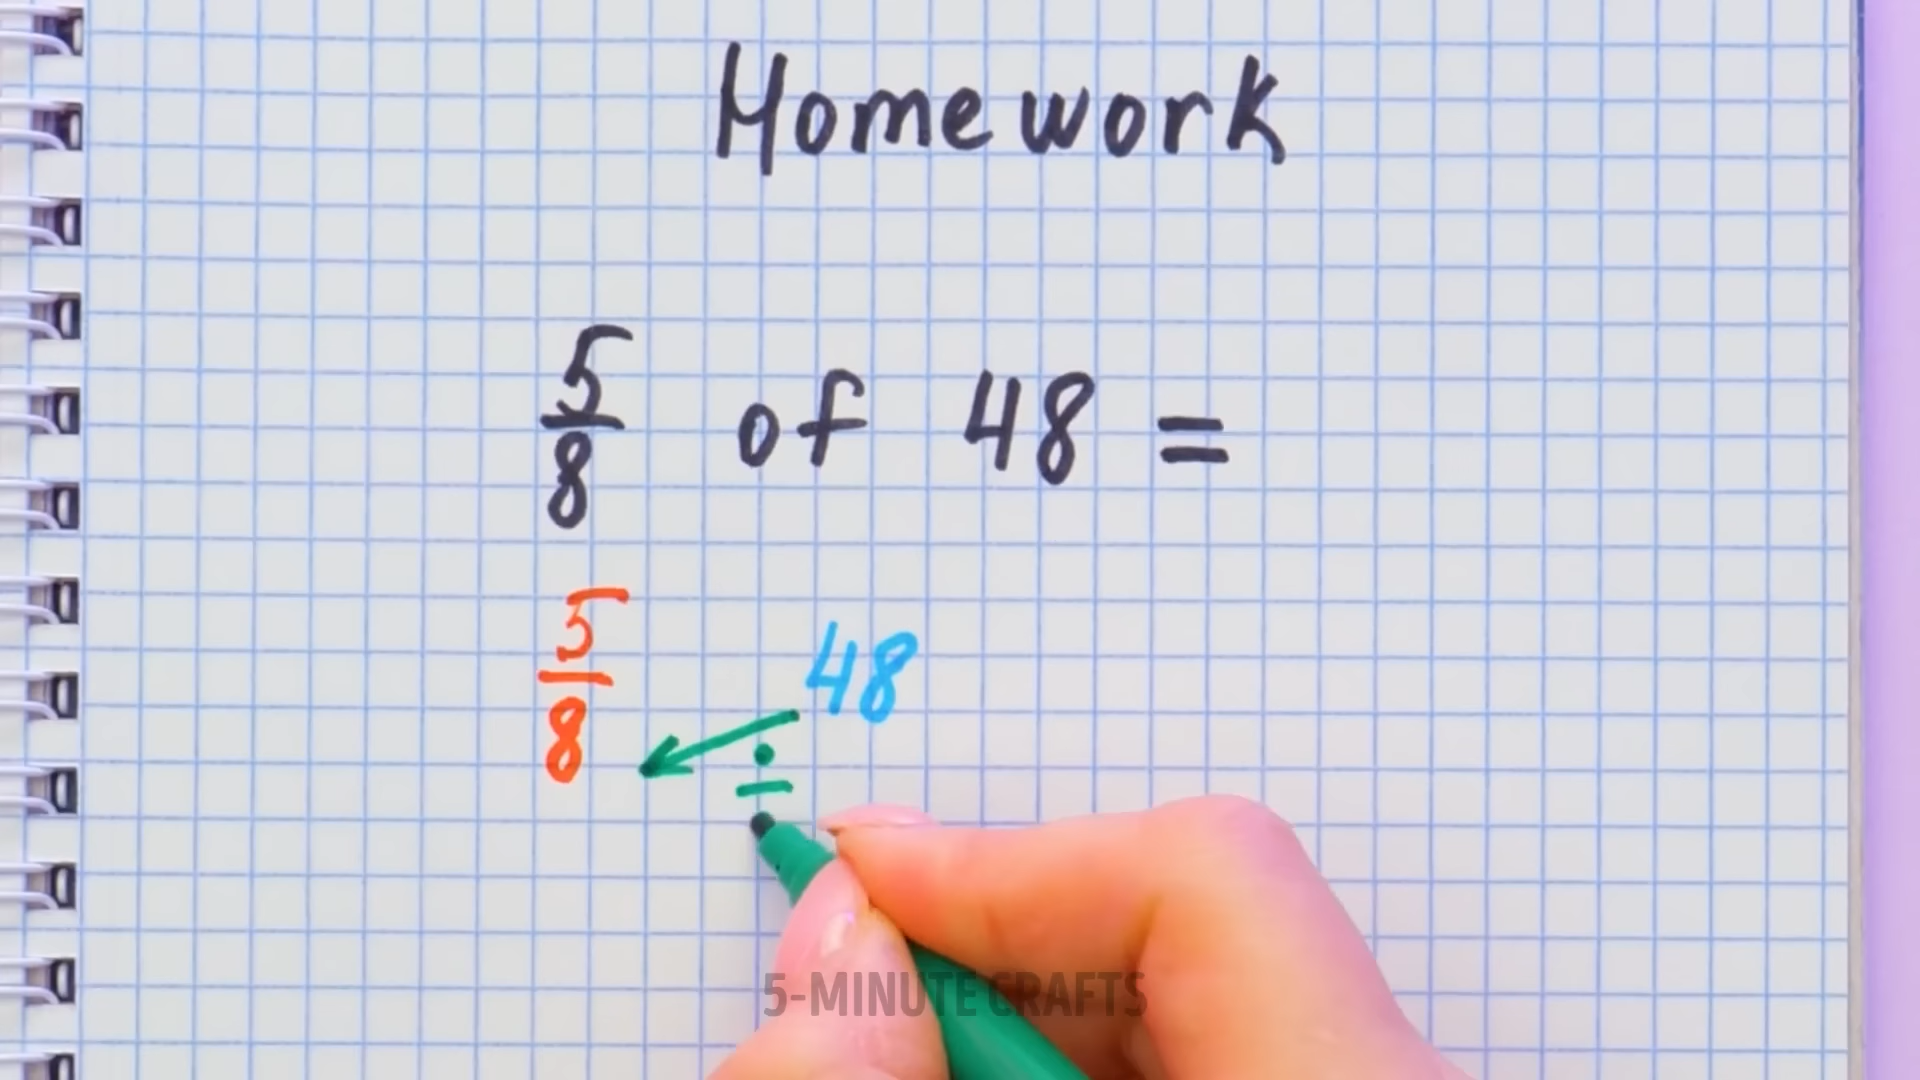 Homework
5/8 of 48 =
5/8 48
÷
5-MINUTE CRAFTS